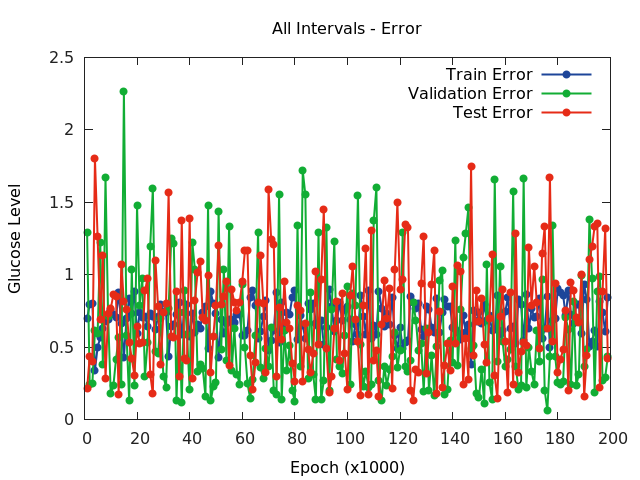 All Intervals - Error
Train Error
Validation Error
Test Error
Glucose Level
2.5
2
1.5
1
0.5
0
0 20 40 60 80 100 120 140 160 180 200
Epoch (x1000)